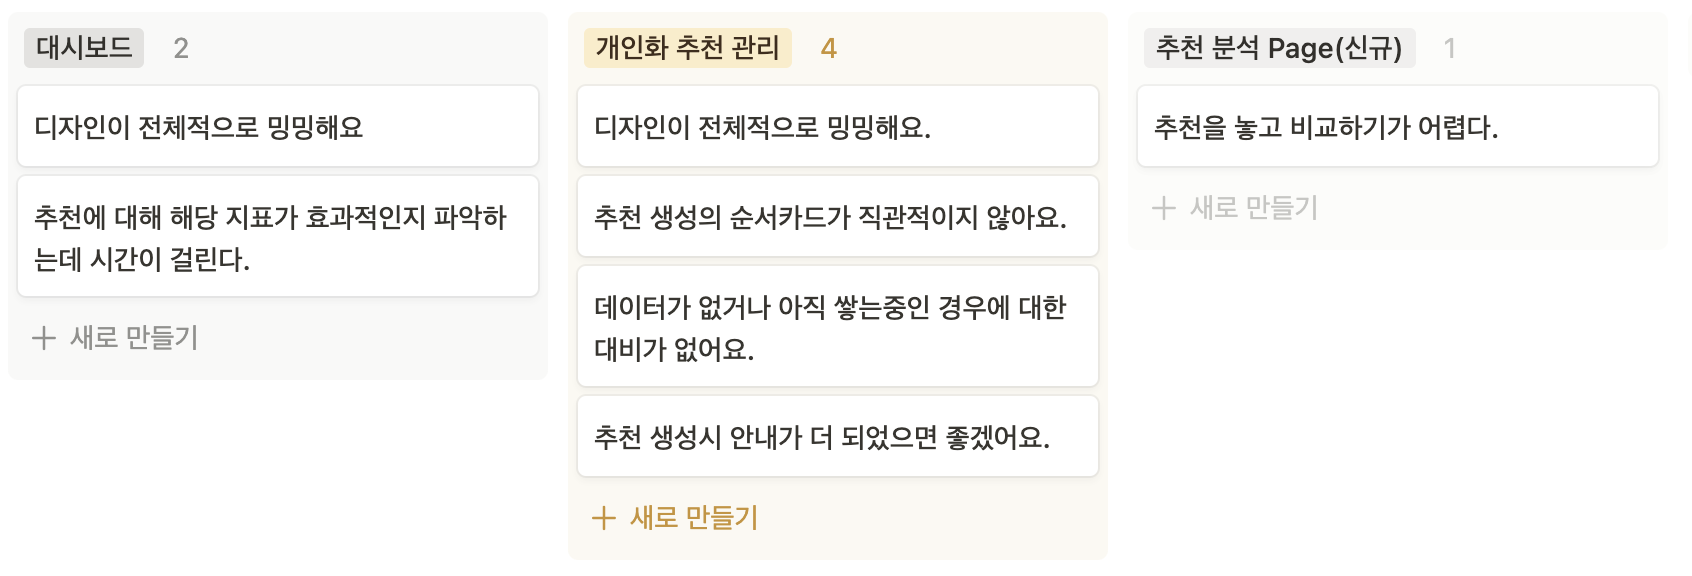 대시보드 2
디자인이 전체적으로 밍밍해요
추천에 대해 해당 지표가 효과적인지 파악하
는데 시간이 걸린다.
새로 만들기
개인화 추천 관리 4
디자인이 전체적으로 밍밍해요.
추천 생성의 순서카드가 직관적이지 않아요.
데이터가 없거나 아직 쌓는중인 경우에 대한
대비가 없어요.
추천 생성시 안내가 더 되었으면 좋겠어요.
새로 만들기
추천 분석 Page(신규) 1
추천을 놓고 비교하기가 어렵다.
새로 만들기